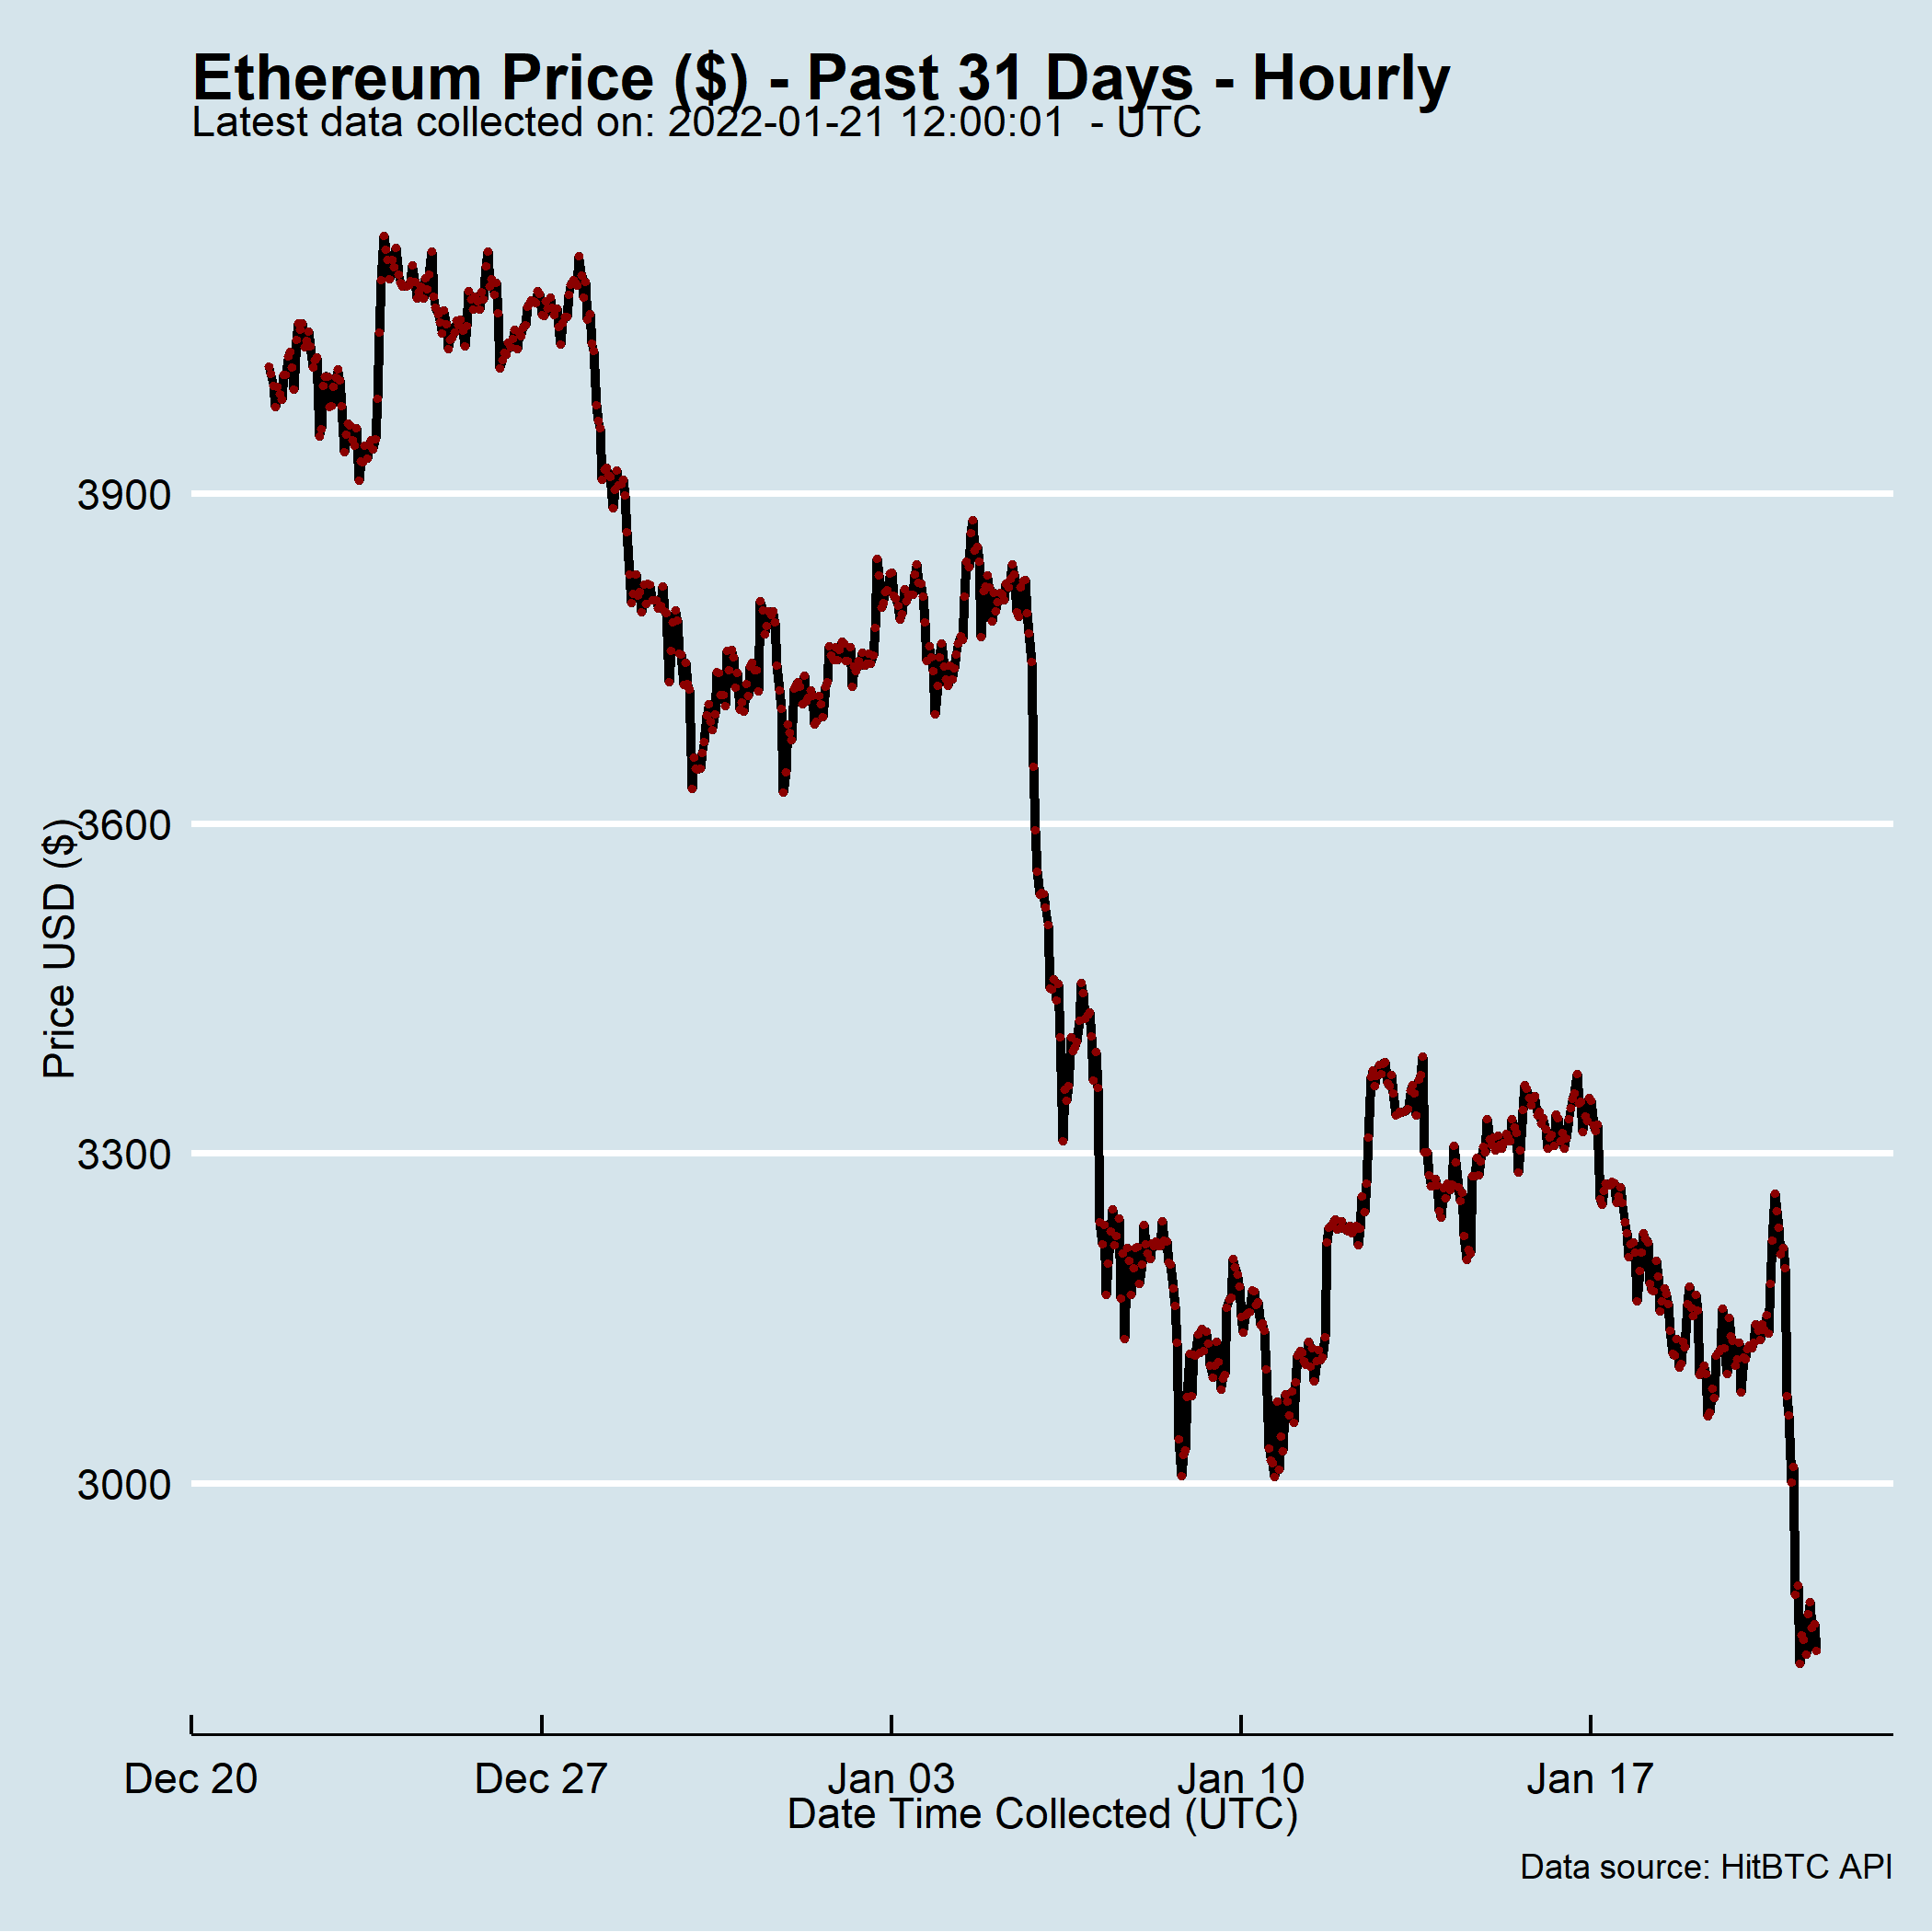 Ethereum Price ($) - Past 31 Days - Hourly
Latest data collected on: 2022-01-21 12:00:01  - UTC
3900
3600
3300
3000
Price USD ($)
Dec 20
Dec 27
Jan 03
Jan 10
Jan 17
Date Time Collected (UTC)
Data source: HitBTC API